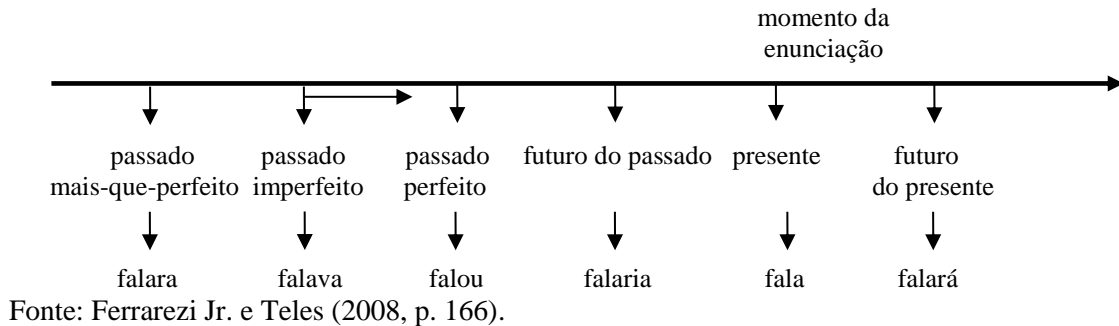 momento da
enunciação
passado passado passado futuro do passado presente futuro
mais-que-perfeito imperfeito perfeito do presente
falara falava falou falaria fala falará
Fonte: Ferrarezi Jr. e Teles (2008, p. 166).